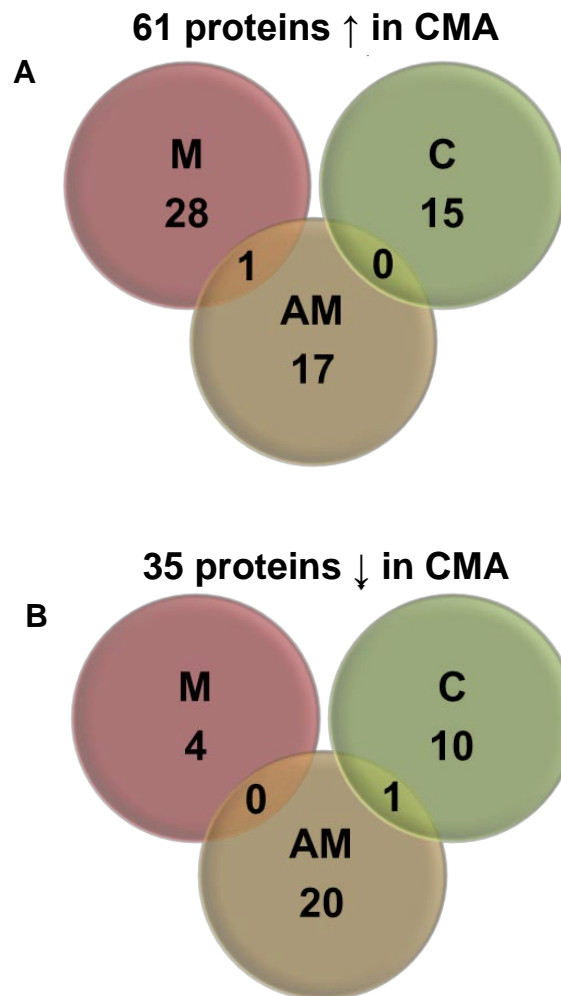 61 proteins ↑ in CMA
A
M
C
28
15
1
0
AM
17
35 proteins ↓ in CMA
B
M
C
4
10
0
1
AM
20